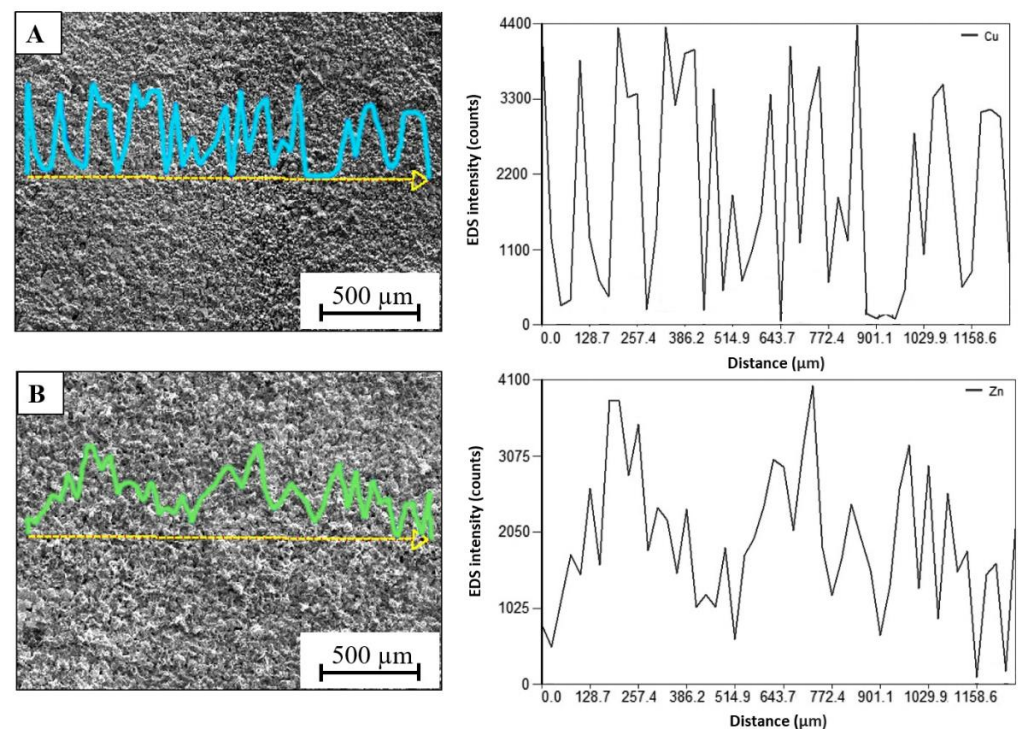 A
500 µm
4400
3300
2200
1100
0
EDS intensity (counts)
Cu
0.0 128.7 257.4 386.2 514.9 643.7 772.4 901.1 1029.9 1158.6
Distance (µm)
B
500 µm
4100
3075
2050
1025
0
EDS intensity (counts)
Zn
0.0 128.7 257.4 386.2 514.9 643.7 772.4 901.1 1029.9 1158.6
Distance (µm)